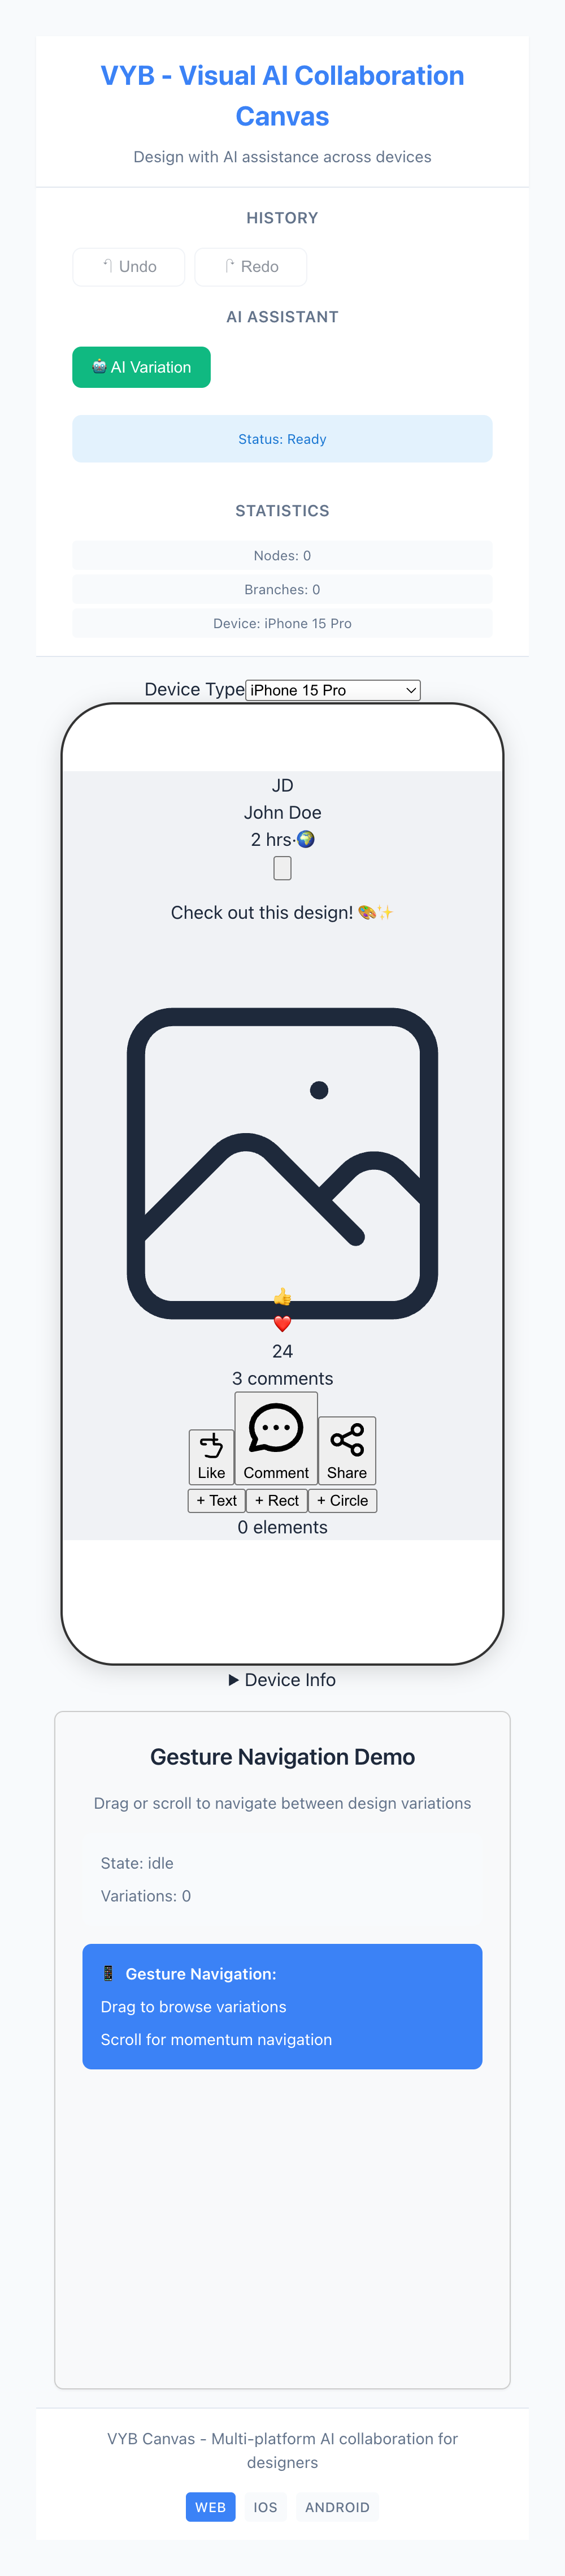 VYB - Visual AI Collaboration
Canvas
Design with AI assistance across devices
HISTORY
Undo
Redo
AI ASSISTANT
🤖 AI Variation
Status: Ready
STATISTICS
Nodes: 0
Branches: 0
Device: iPhone 15 Pro
Device Type iPhone 15 Pro
JD
John Doe
2 hrs·🌍
Check out this design! 🎨✨
👍
❤️
24
3 comments
Like Comment Share
+ Text + Rect + Circle
0 elements
▶ Device Info
Gesture Navigation Demo
Drag or scroll to navigate between design variations
State: idle
Variations: 0
📱 Gesture Navigation:
Drag to browse variations
Scroll for momentum navigation
VYB Canvas - Multi-platform AI collaboration for
designers
WEB IOS ANDROID